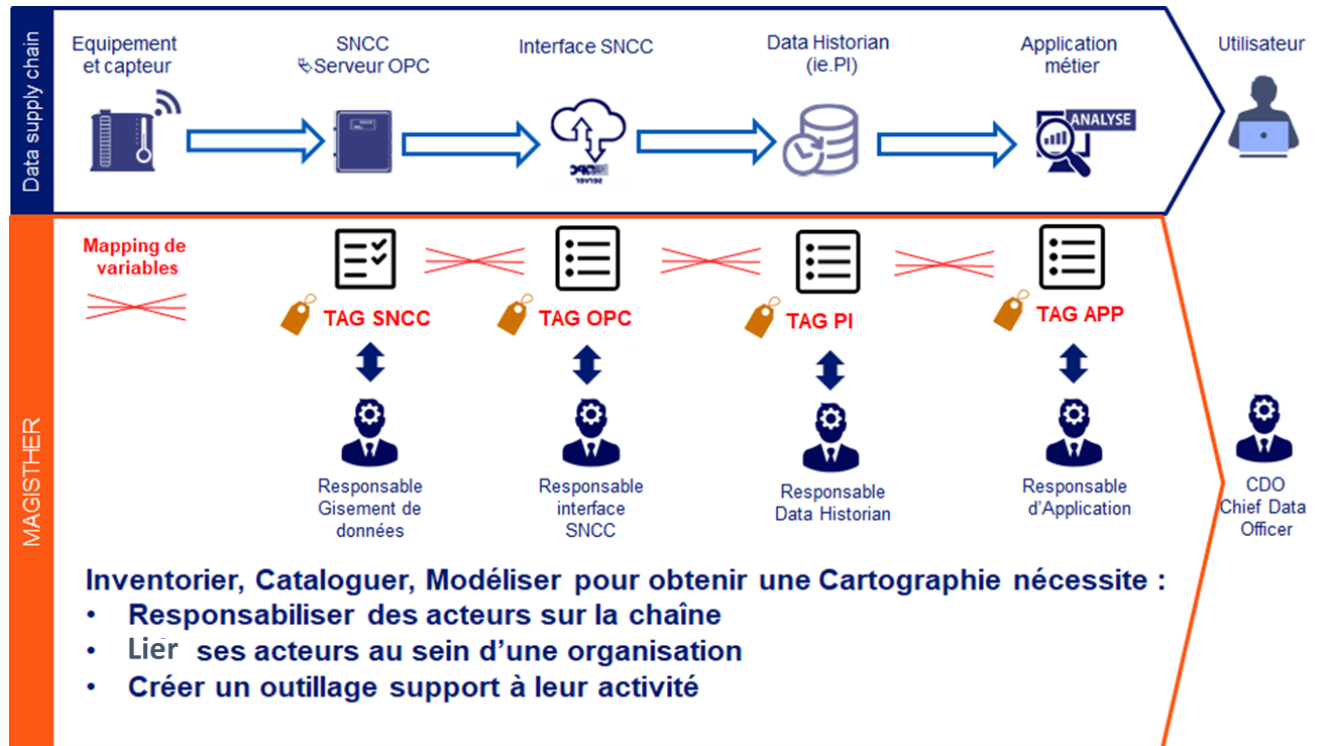 Data supply chain
Equipement
et capteur
SNCC
Serveur OPC
Interface SNCC
Data Historian
(ie.PI)
Application
métier
Utilisateur
ANALYSE
MAGISTHER
Mapping de
variables
TAG SNCC
TAG OPC
TAG PI
TAG APP
Responsable
Gisement de
données
Responsable
interface
SNCC
Responsable
Data Historian
Responsable
d'Application
CDO
Chief Data
Officer
Inventorier, Cataloguer, Modéliser pour obtenir une Cartographie nécessite :
• Responsabiliser des acteurs sur la chaîne
• Lier ses acteurs au sein d'une organisation
• Créer un outillage support à leur activité